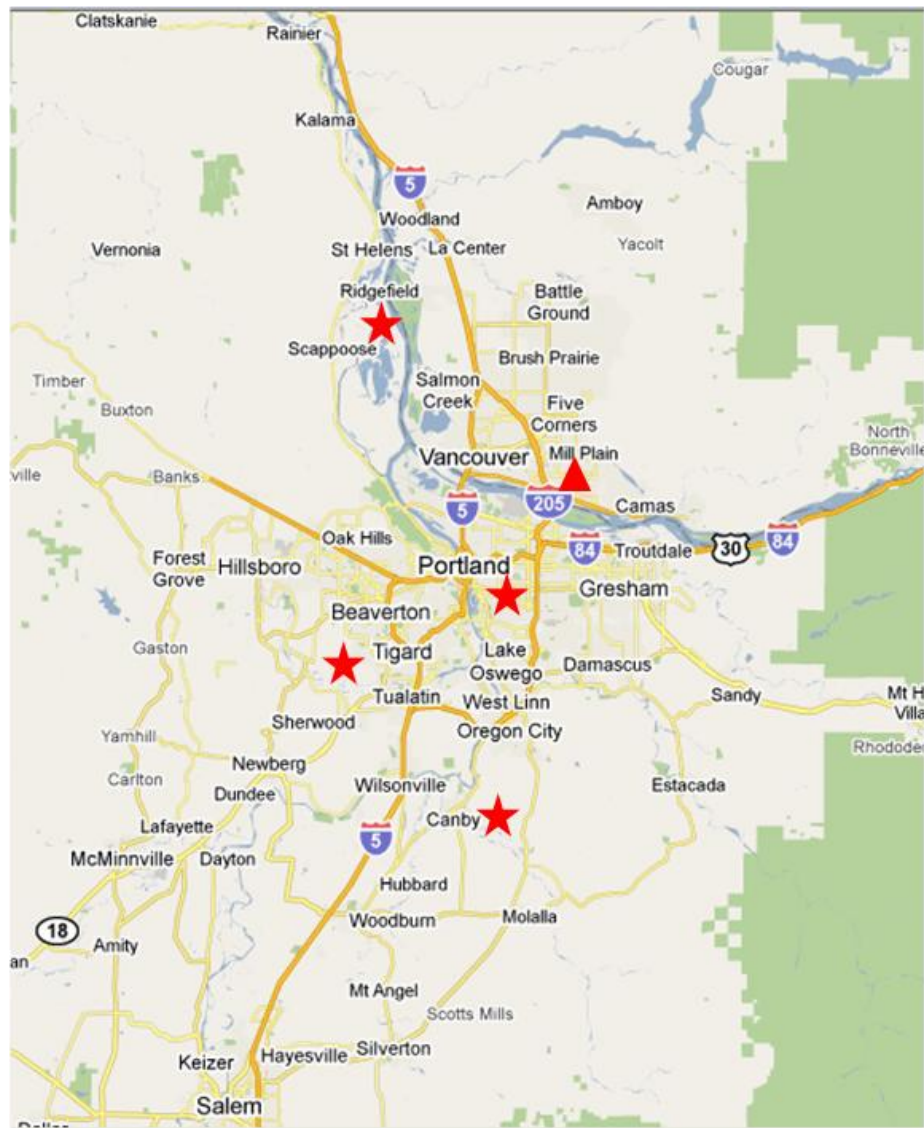 Clatskanie
Rainier
Cougar
Kalama
5
Amboy
Woodland
Yacolt
Vernonia
St Helens
La Center
Ridgefield
Battle
Ground
Scappoose
Brush Prairie
Timber
Salmon
Creek
Buxton
Five
Corners
North
Bonneville
Mill Plain
Vancouver
ville
Banks
205
Camas
5
Oak Hills
84
30
84
Troutdale
Forest
Grove
Hillsboro
Portland
Gresham
Beaverton
Gaston
Tigard
Lake
Oswego
Damascus
Tualatin
West Linn
Sandy
Mt H
Villa
Sherwood
Oregon City
Yamhill
Rhododen
Newberg
Carlton
Wilsonville
Estacada
Dundee
Canby
Lafayette
5
McMinnville
Dayton
Hubbard
Woodburn
Molalla
18
Amity
an
Mt Angel
Scotts Mills
Keizer
Hayesville
Silverton
Salem
Dallas